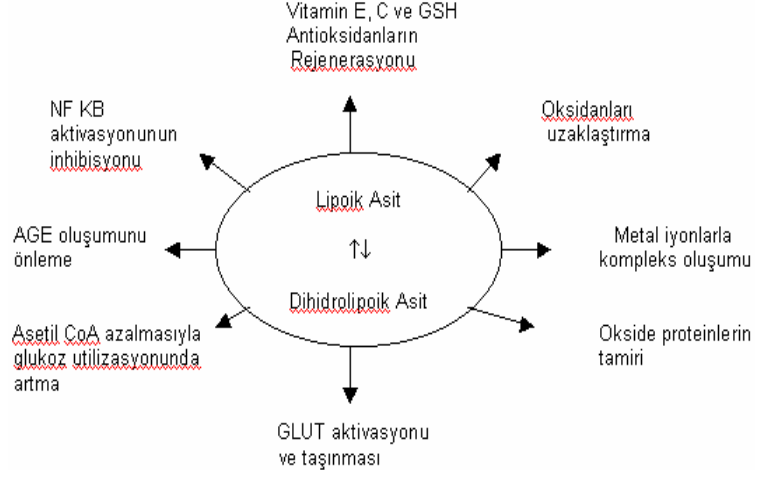 Vitamin E, C ve GSH
Antioksidanların
Rejenerasyonu
NF KB
aktivasyonunun
inhibisyonu
Oksidanları
uzaklaştırma
Lipoik Asit
AGE oluşumunu
önleme
↑↓
Metal iyonlarla
kompleks oluşumu
Dihidrolipoik Asit
Asetil CoA azalmasıyla
glukoz utilizasyonunda
artma
Okside proteinlerin
tamiri
GLUT aktivasyonu
ve taşınması